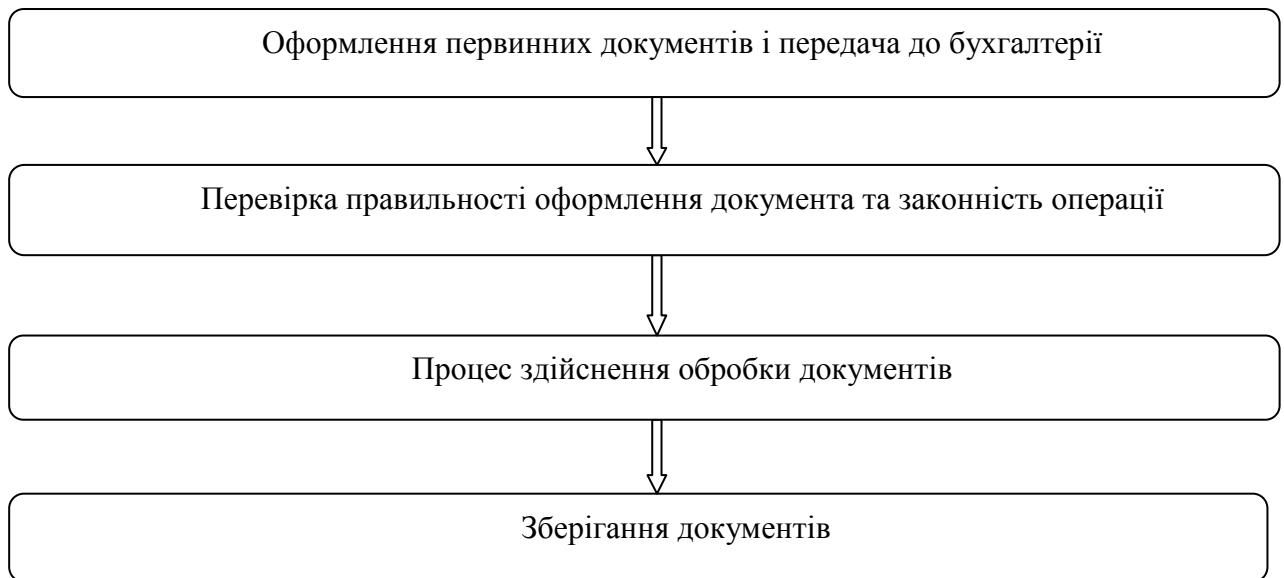 Оформлення первинних документів і передача до бухгалтерії
Перевірка правильності оформлення документа та законність операції
Процес здійснення обробки документів
Зберігання документів